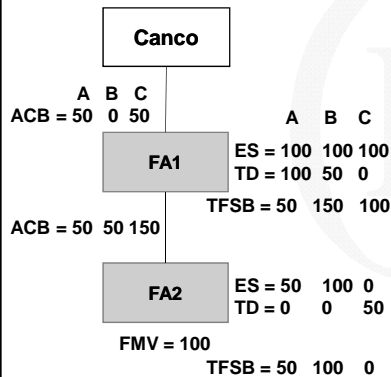 Canco
A B C
ACB = 50 0 50
A B C
FA1
ES = 100 100 100
TD = 100 50 0
TFSB = 50 150 100
ACB = 50 50 150
FA2
ES = 50 100 0
TD = 0 0 50
FMV = 100
TFSB = 50 100 0